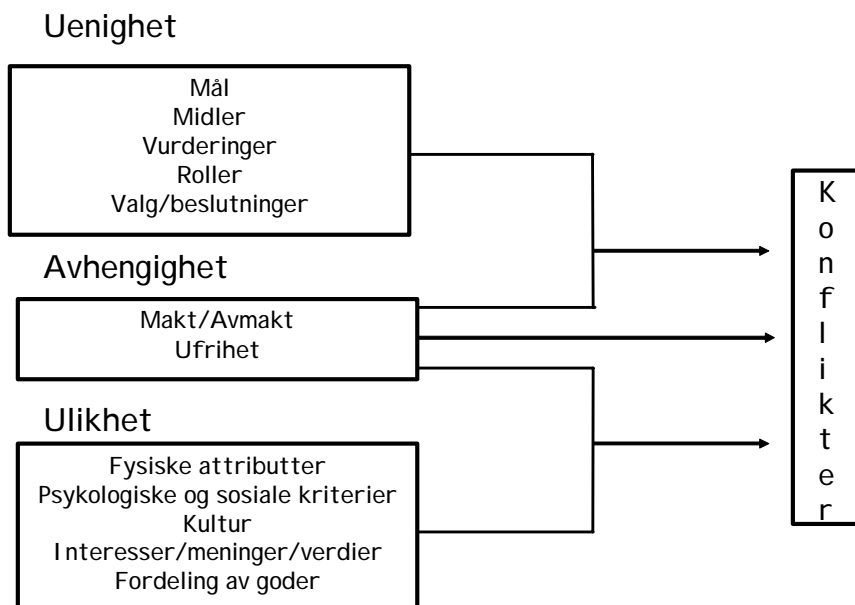 Uenighet
Mål
Midler
Vurderinger
Roller
Valg/beslutninger
Avhengighet
Makt/Avmakt
Ufrihet
Ulikhet
Fysiske attributter
Psykologiske og sosiale kriterier
Kultur
Interesser/meninger/verdier
Fordeling av goder
Konflikter